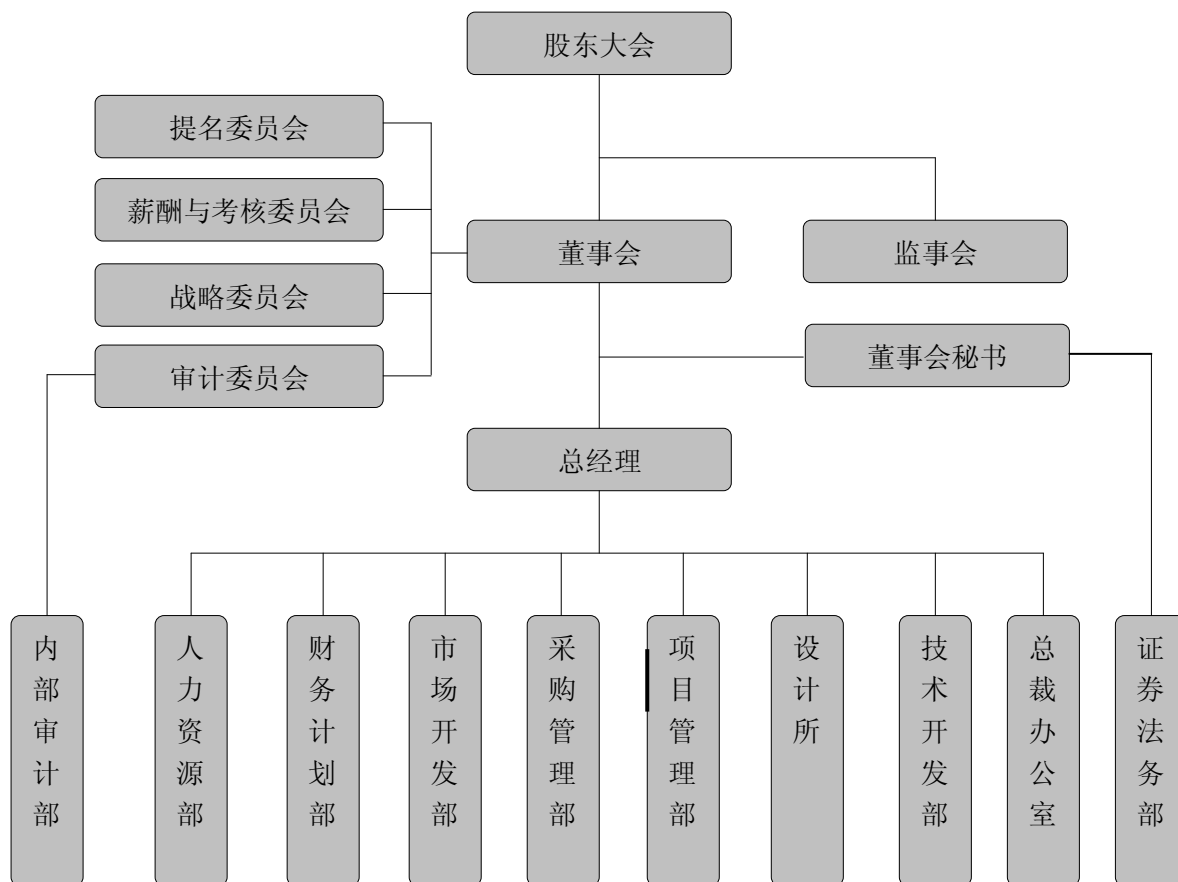 股东大会
提名委员会
薪酬与考核委员会
董事会
监事会
战略委员会
董事会秘书
审计委员会
总经理
内部审计部
人力资源部
财务计划部
市场开发部
采购管理部
项目管理部
设计所
技术开发部
总裁办公室
证券法务部